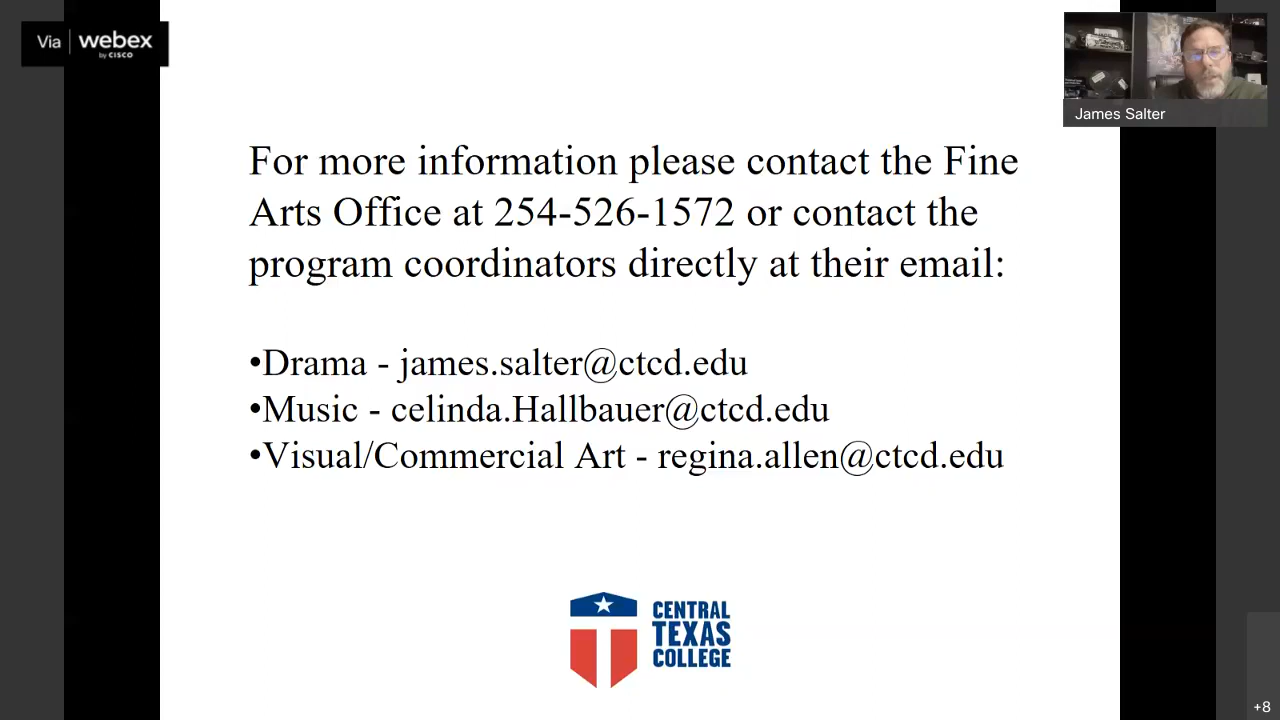 Via webex
by CISCO
James Salter
For more information please contact the Fine
Arts Office at 254-526-1572 or contact the
program coordinators directly at their email:
•Drama - james.salter@ctcd.edu
•Music - celinda.Hallbauer@ctcd.edu
•Visual/Commercial Art - regina.allen@ctcd.edu
CENTRAL
TEXAS
COLLEGE
+8